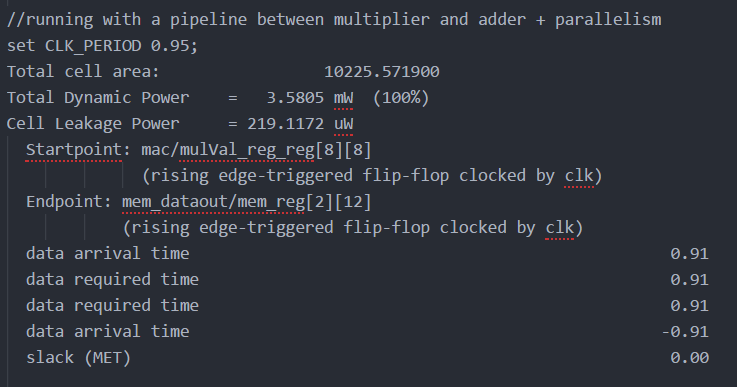 //running with a pipeline between multiplier and adder + parallelism
set CLK_PERIOD 0.95;
Total cell area: 10225.571900
Total Dynamic Power = 3.5805 mW (100%)
Cell Leakage Power = 219.1172 uW
Startpoint: mac/mulVal_reg_reg[8][8]
(rising edge-triggered flip-flop clocked by clk)
Endpoint: mem_dataout/mem_reg[2][12]
(rising edge-triggered flip-flop clocked by clk)
data arrival time 0.91
data required time 0.91
data required time 0.91
data arrival time -0.91
slack (MET) 0.00